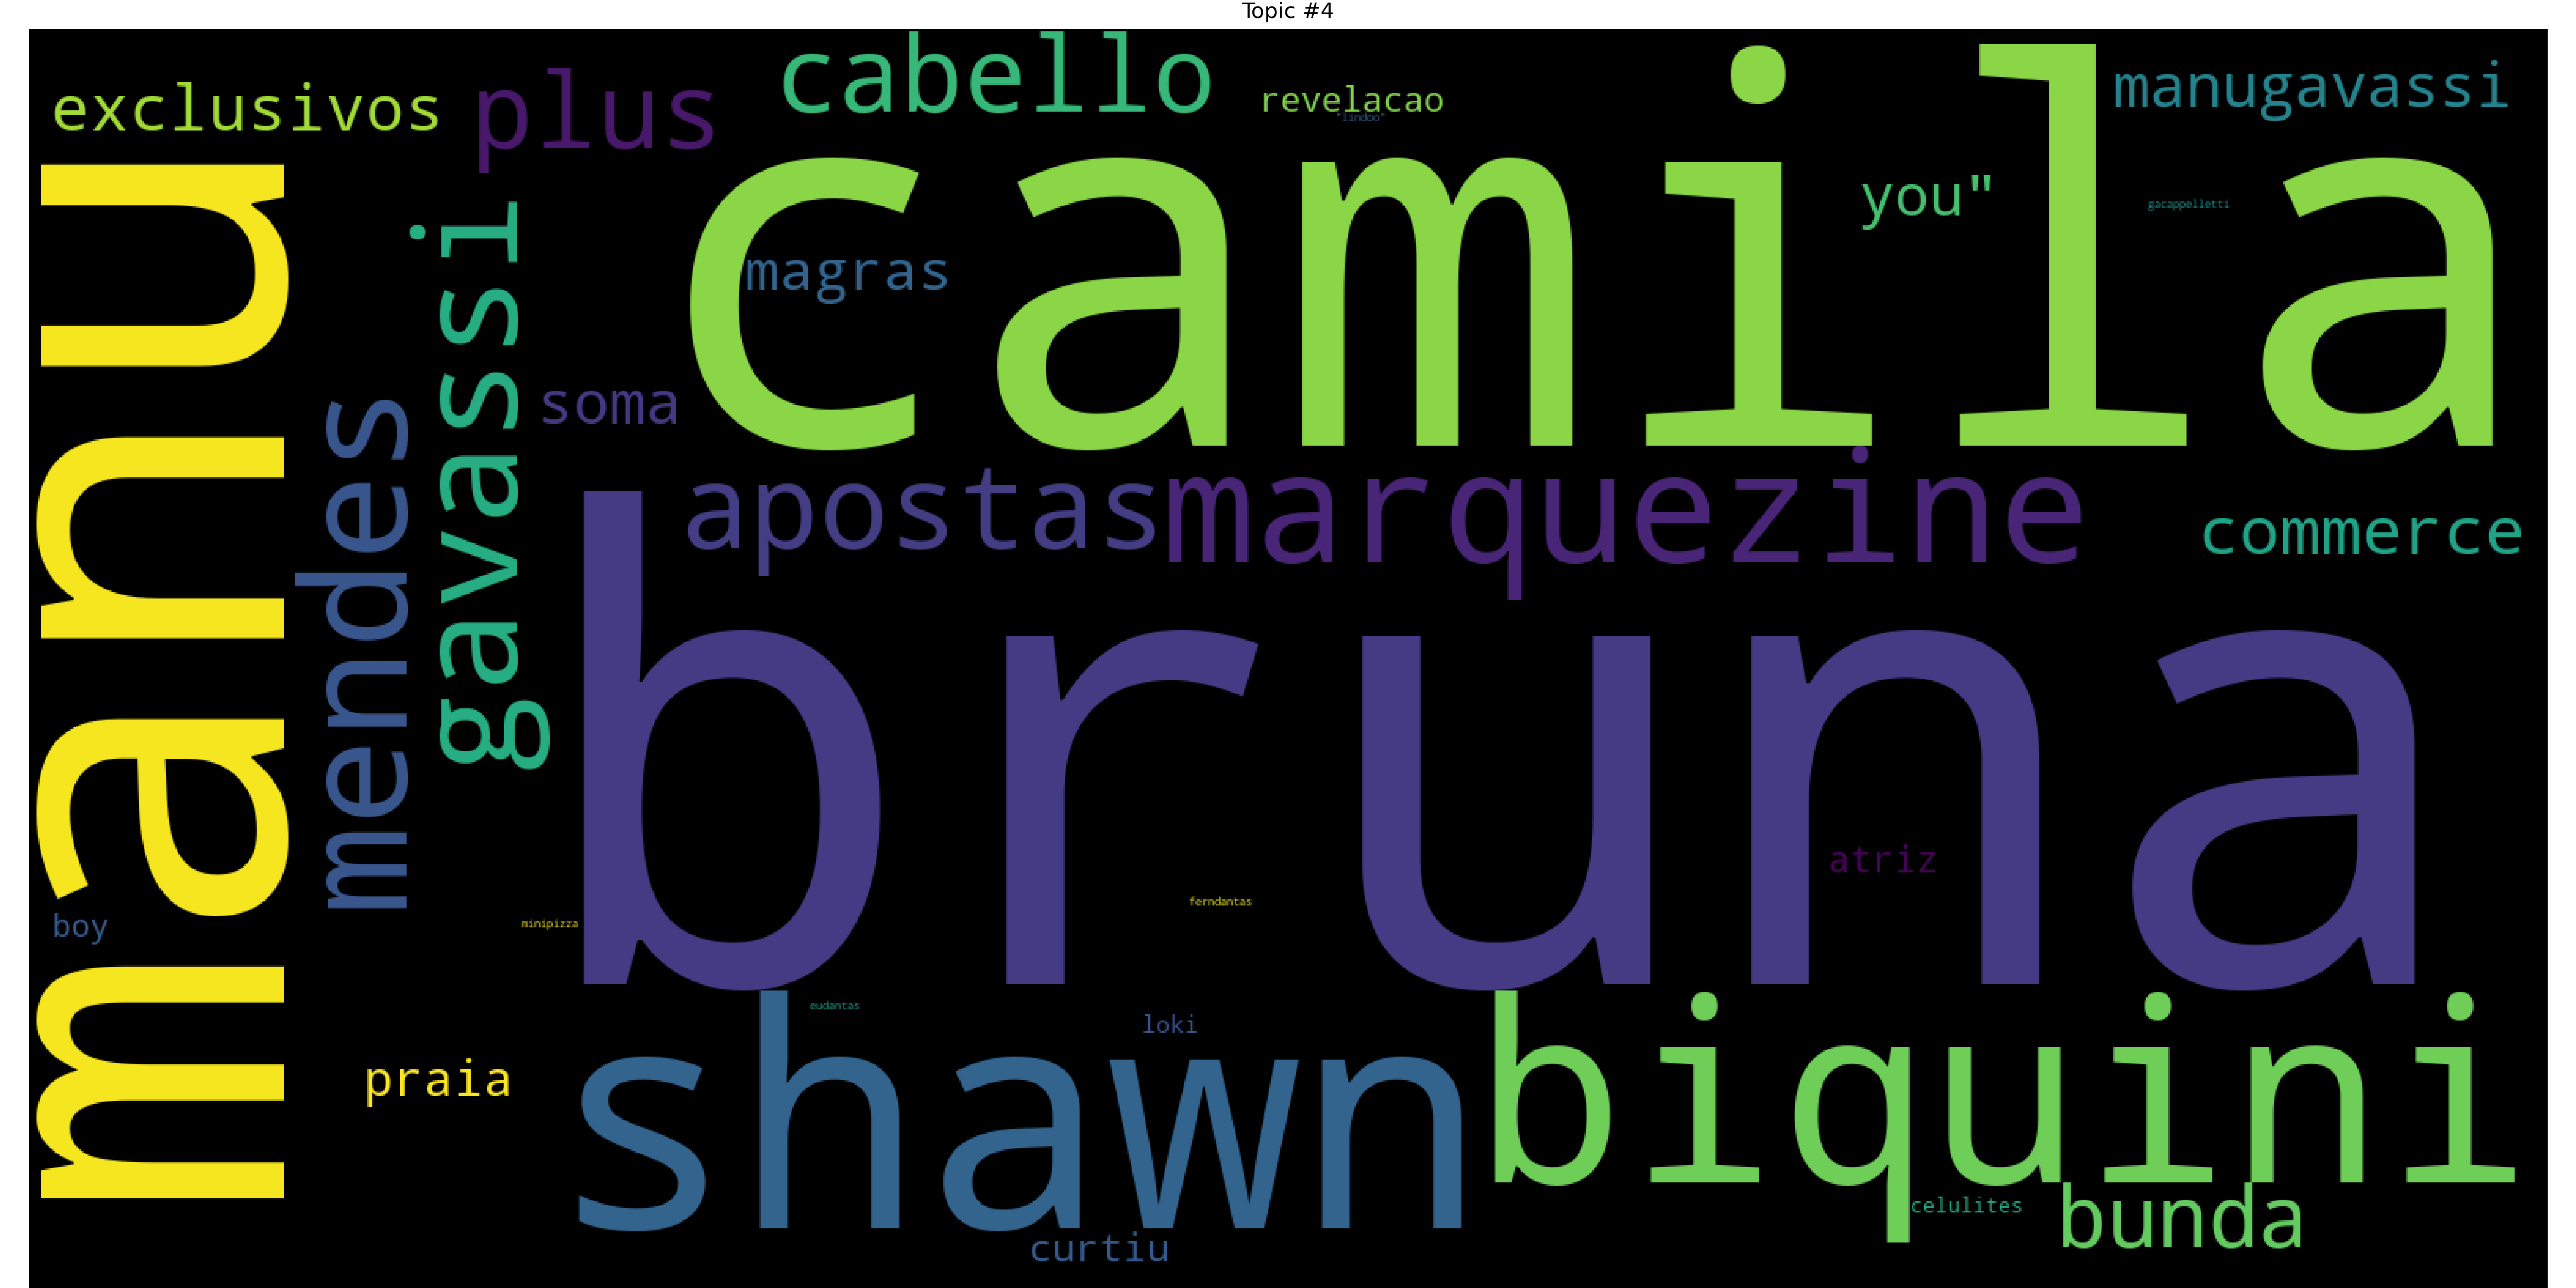 Topic #4
exclusivos
plus
cabello
revelacao
"lindoo"
manugavassi
camila
you"
gacappelletti
magras
manu
mendes
gavassi
soma
apostas
marquezine
commerce
bruna
atriz
boy
minipizza
ferndantas
eudantas
loki
praia
shawn
biquini
celulites
bunda
curtiu